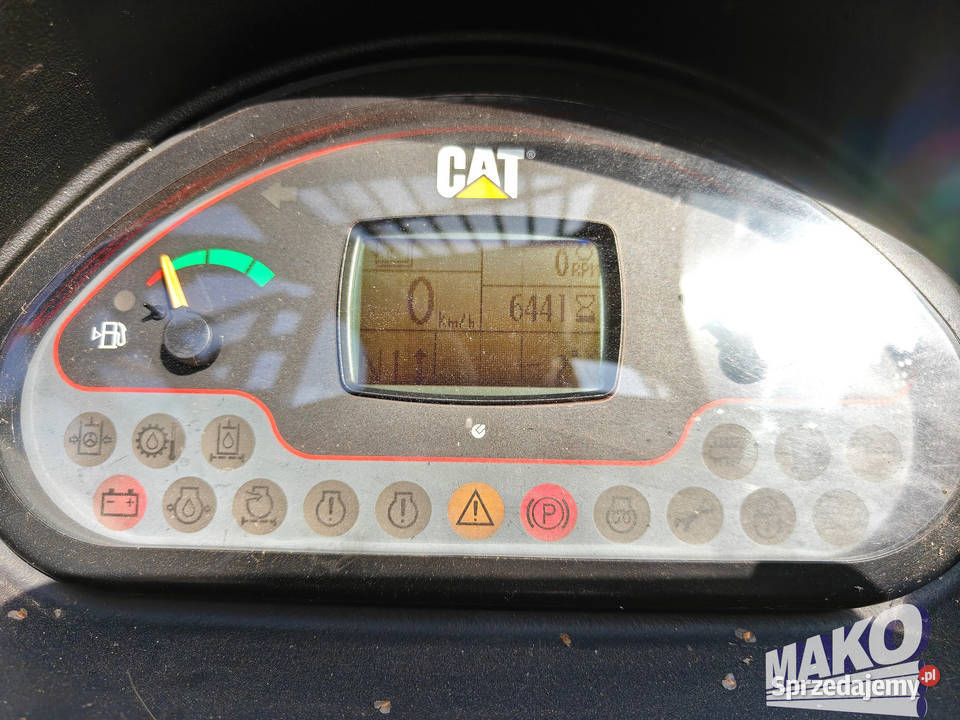 CAT®
0 RPM
0 km/h
6441
P
MAKO
Sprzedajemy.pl